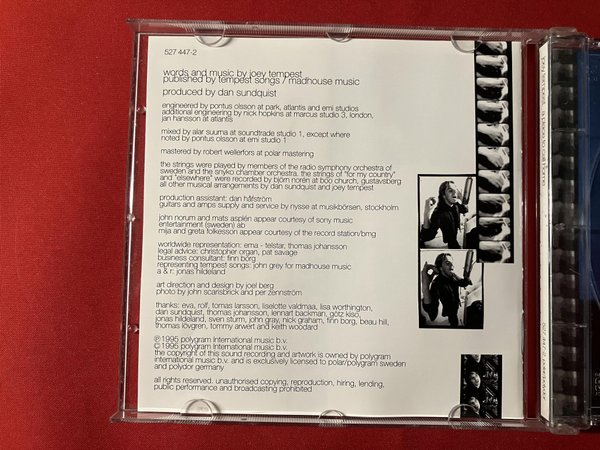 527 447-2
words and music by joey tempest
published by tempest songs / madhouse music
produced by dan sundquist
engineered by pontus olsson at park, atlantis and emi studios
additional engineering by nick hopkins at marcus studio 3, london,
jan hansson at atlantis
mixed by alar suurna at soundtrade studio 1, except where
noted by pontus olsson at emi studio 1
mastered by robert wellerfors at polar mastering
the strings were played by members of the radio symphony orchestra of
sweden and the snyko chamber orchestra. the strings of "for my country"
and "elsewhere" were recorded by björn norén at boo church, gustavsberg
all other musical arrangements by dan sundquist and joey tempest
production assistant: dan håfström
guitars and amps supply and service by nysse at musikbörsen, stockholm
john norum and mats asplén appear courtesy of sony music
entertainment (sweden) ab
mija and greta folkesson appear courtesy of the record station/bmg
worldwide representation: ema - telstar, thomas johansson
legal advice: christopher organ, pat savage
business consultant: finn borg
representing tempest songs: john grey for madhouse music
a & r: jonas hildeland
art direction and design by joel berg
photo by john scarisbrick and per zennström
thanks: eva, rolf, tomas larsson, liselotte valdmaa, lisa worthington,
dan sundquist, thomas johansson, lennart backman, götz kiso,
jonas hildeland, sven sturm, john gray, nick graham, finn borg, beau hill,
thomas lövgren, tommy arwert and keith woodard
℗ 1995 polygram international music b.v.
© 1995 polygram international music b.v.
the copyright of this sound recording and artwork is owned by polygram
international music b.v. and is exclusively licensed to polar/polygram sweden
and polydor germany
all rights reserved. unauthorised copying, reproduction, hiring, lending,
public performance and broadcasting prohibited
joey tempest, a place to call home